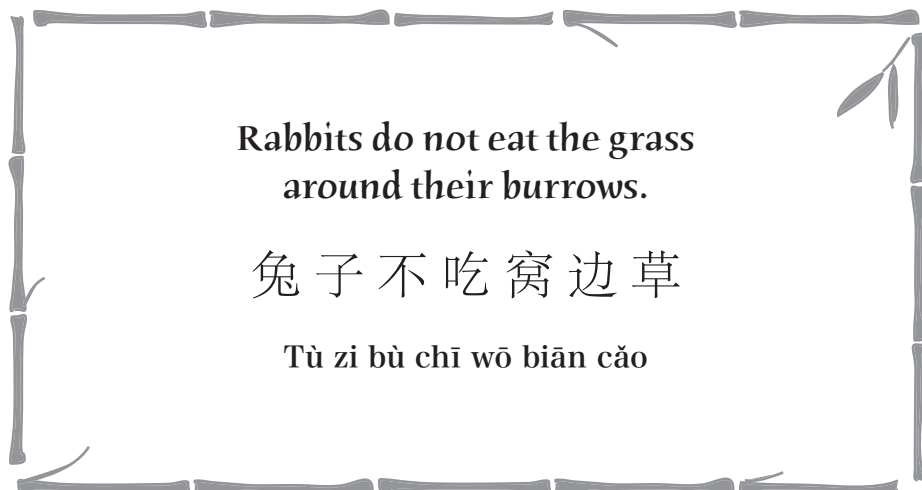 Rabbits do not eat the grass
around their burrows.
兔子不吃窝边草
Tù zi bù chī wō biān cǎo